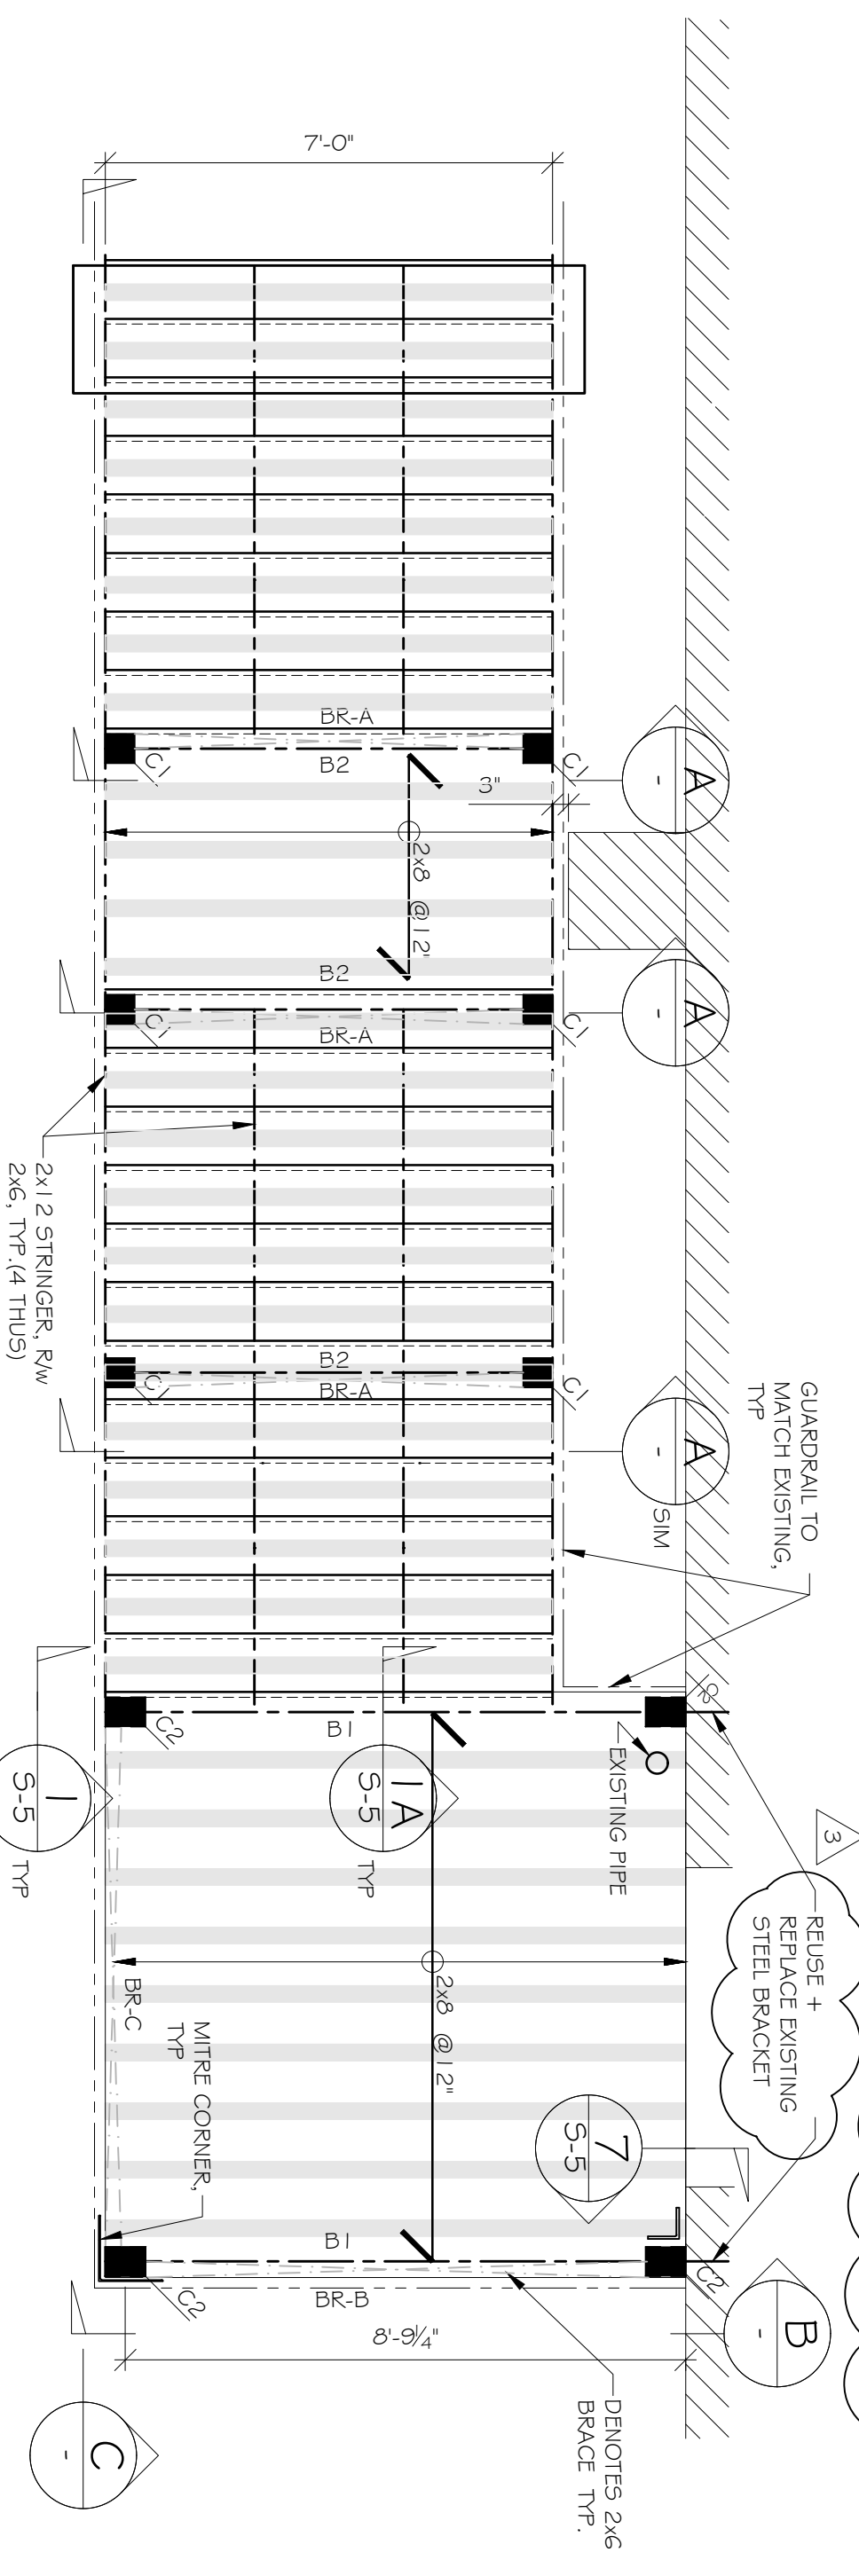 7'-0"
BR-A
B2
C1
C1
3"
A
-
2x8 @12"
B2
BR-A
C1
C1
A
-
2x12 STRINGER, R/W
2x6, TYP.(4 THUS)
B2
BR-A
C1
C1
A
-
SIM
GUARDRAIL TO
MATCH EXISTING,
TYP
C2
C2
B1
EXISTING PIPE
1
S-5
TYP
1A
S-5
TYP
3
REUSE +
REPLACE EXISTING
STEEL BRACKET
2x8 @12"
BR-C
MITRE CORNER,
TYP
7
S-5
B1
BR-B
C2
C2
B
-
8'-9¼"
C
-
DENOTES 2x6
BRACE TYP.